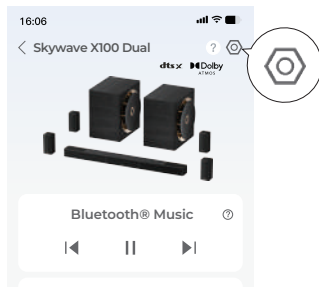 16:06
Skywave X100 Dual
?
dts x Dolby
ATMOS
Bluetooth® Music ?